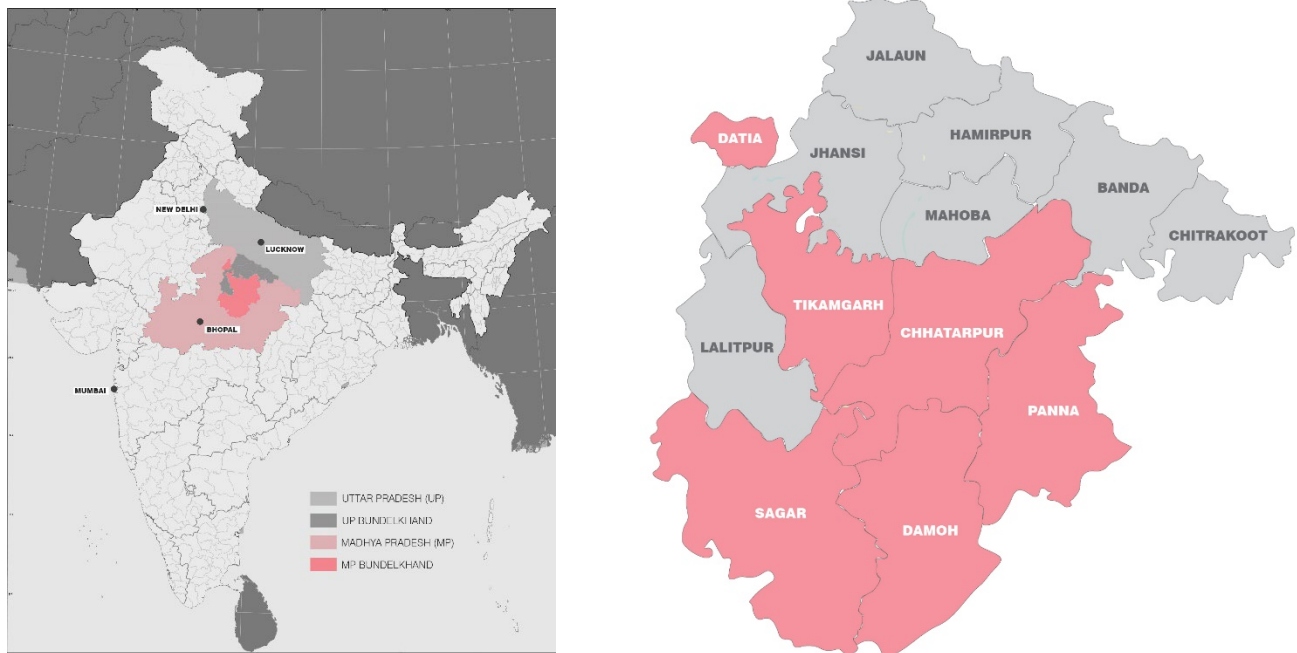 NEW DELHI
LUCKNOW
BHOPAL
MUMBAI
UTTAR PRADESH (UP)
UP BUNDELKHAND
MADHYA PRADESH (MP)
MP BUNDELKHAND
JALAUN
DATIA
HAMIRPUR
JHANSI
BANDA
MAHOBA
CHITRAKOOT
TIKAMGARH
CHHATARPUR
LALITPUR
PANNA
SAGAR
DAMOH